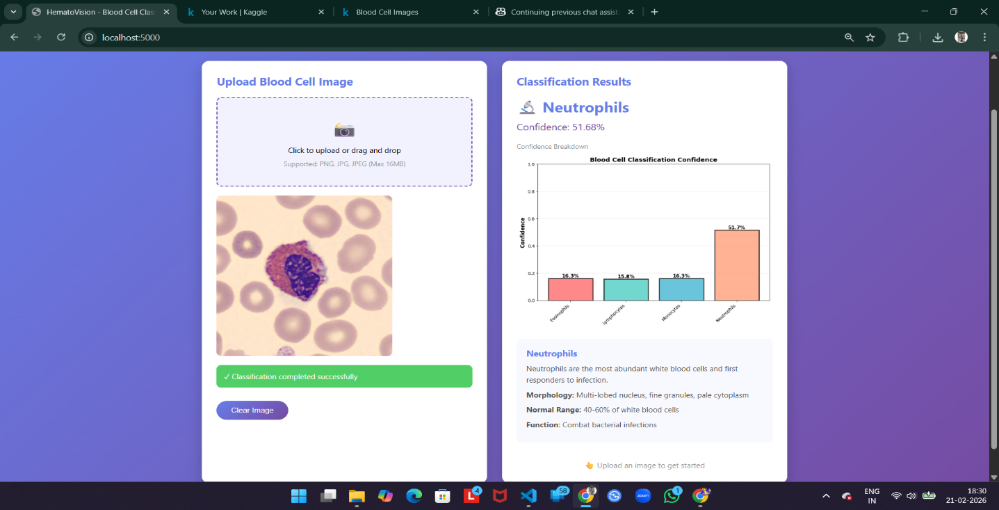 HematoVision - Blood Cell Clas
Your Work | Kaggle
Blood Cell Images
Continuing previous chat assist
localhost:5000
Upload Blood Cell Image
Click to upload or drag and drop
Supported: PNG, JPG, JPEG (Max 16MB)
✓ Classification completed successfully
Clear Image
Classification Results
Neutrophils
Confidence: 51.68%
Confidence Breakdown
Blood Cell Classification Confidence
Confidence
1.0
0.8
0.6
0.4
0.2
0.0
16.3%
15.8%
16.3%
51.7%
Eosinophils
Lymphocytes
Monocytes
Neutrophils
Neutrophils
Neutrophils are the most abundant white blood cells and first
responders to infection.
Morphology: Multi-lobed nucleus, fine granules, pale cytoplasm
Normal Range: 40-60% of white blood cells
Function: Combat bacterial infections
Upload an image to get started
L
4
58
zoom
1
ENG
IN
18:30
21-02-2026